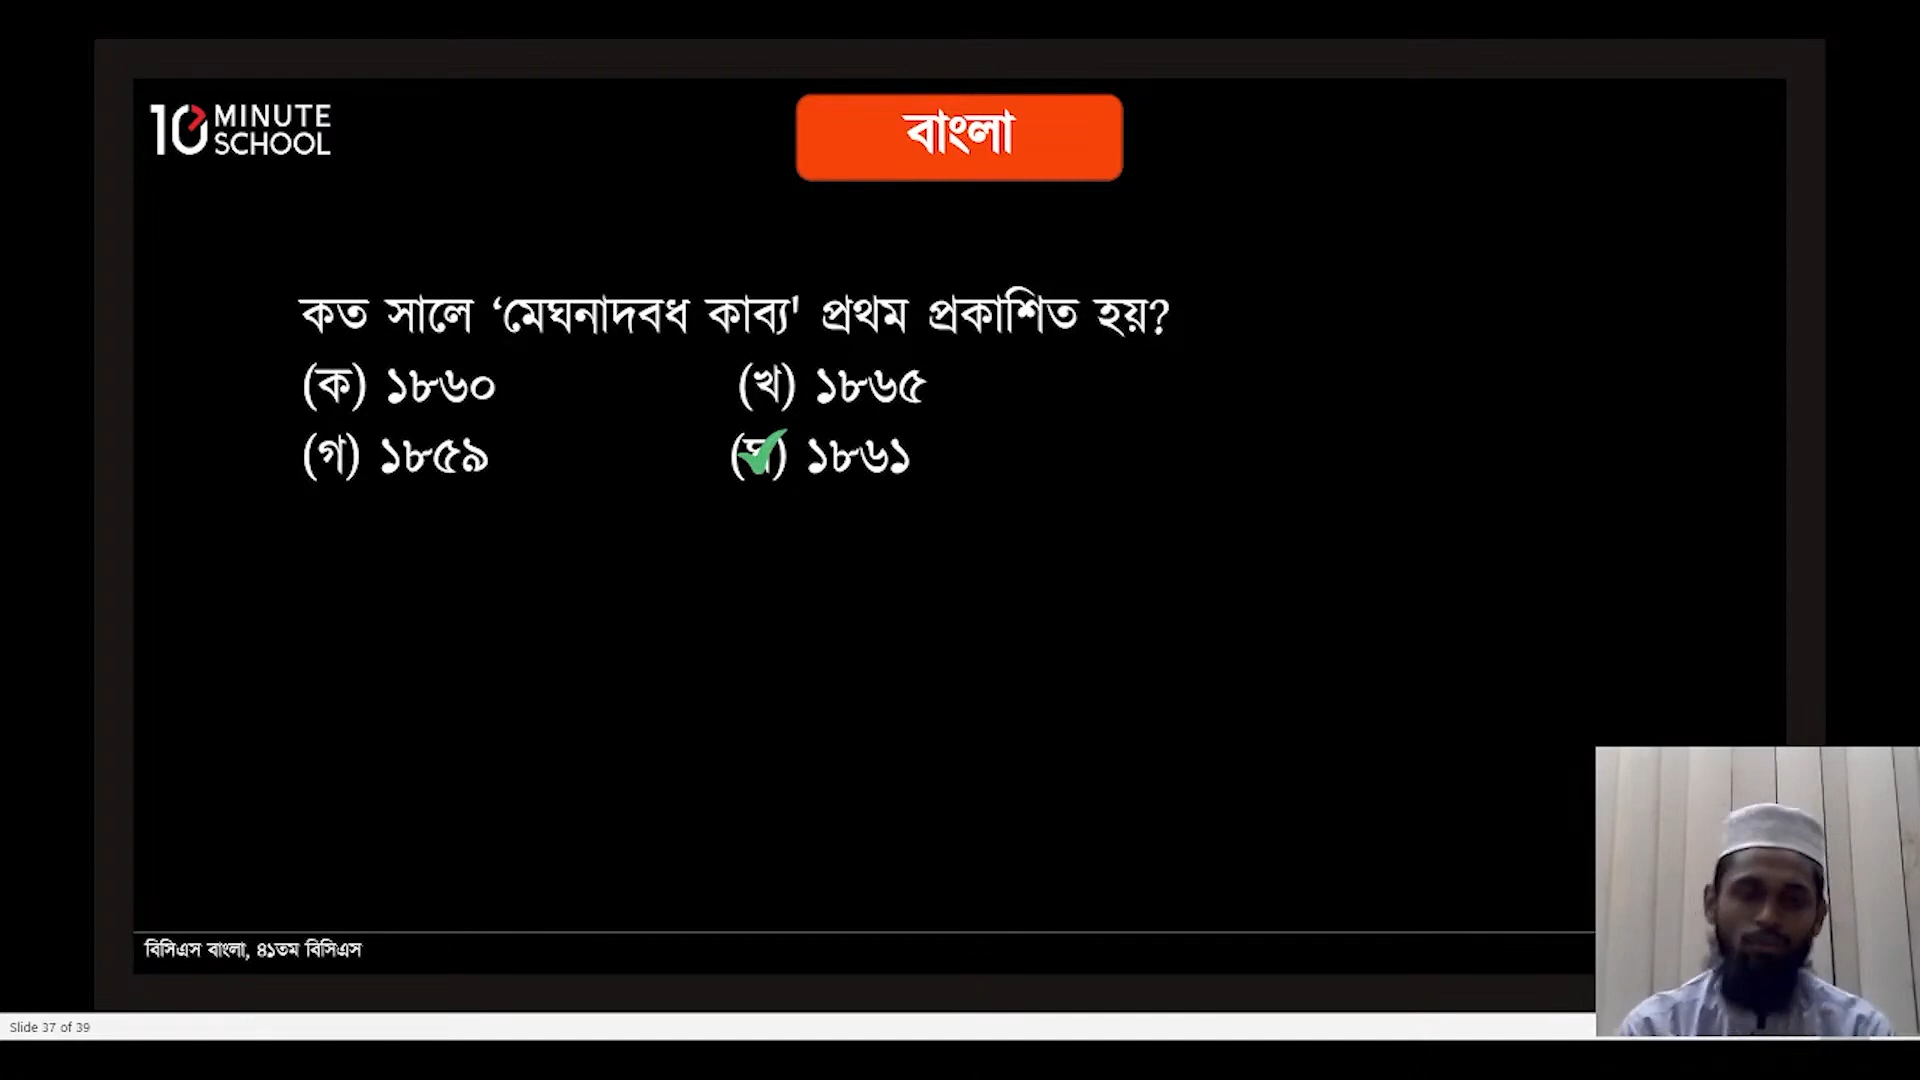 10 MINUTE SCHOOL
বাংলা
কত সালে ‘মেঘনাদবধ কাব্য' প্রথম প্রকাশিত হয়?
(ক) ১৮৬০ (খ) ১৮৬৫
(গ) ১৮৫৯ (ঘ) ১৮৬১
বিসিএস বাংলা, ৪১তম বিসিএস
Slide 37 of 39